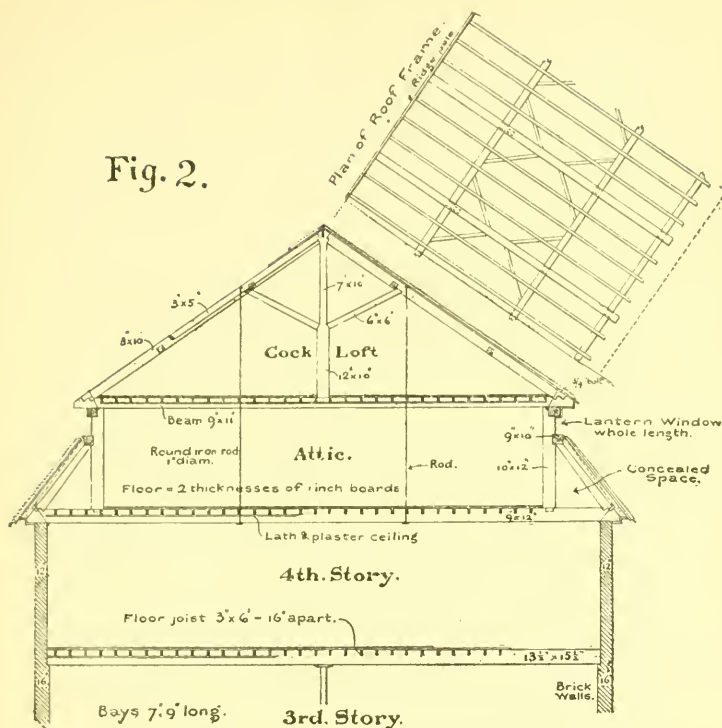 Fig. 2.
Plan of Roof Frame.
Ridge pole
3"x5"
8"x10"
7"x10"
6"x6"
Cock Loft
12"x10"
3/4" bolt
Beam 9"x11"
Lantern Window
whole length.
9"x10"
Round iron rod
1" diam.
Attic.
Rod.
10"x12"
Concealed
Space.
Floor = 2 thicknesses of 1 inch boards
9"x12"
Lath & plaster ceiling
12"
4th. Story.
12"
Floor joist 3"x6" - 16" apart.
13½"x15½"
16"
16"
Brick
Walls.
Bays 7'.9" long.
3rd. Story.